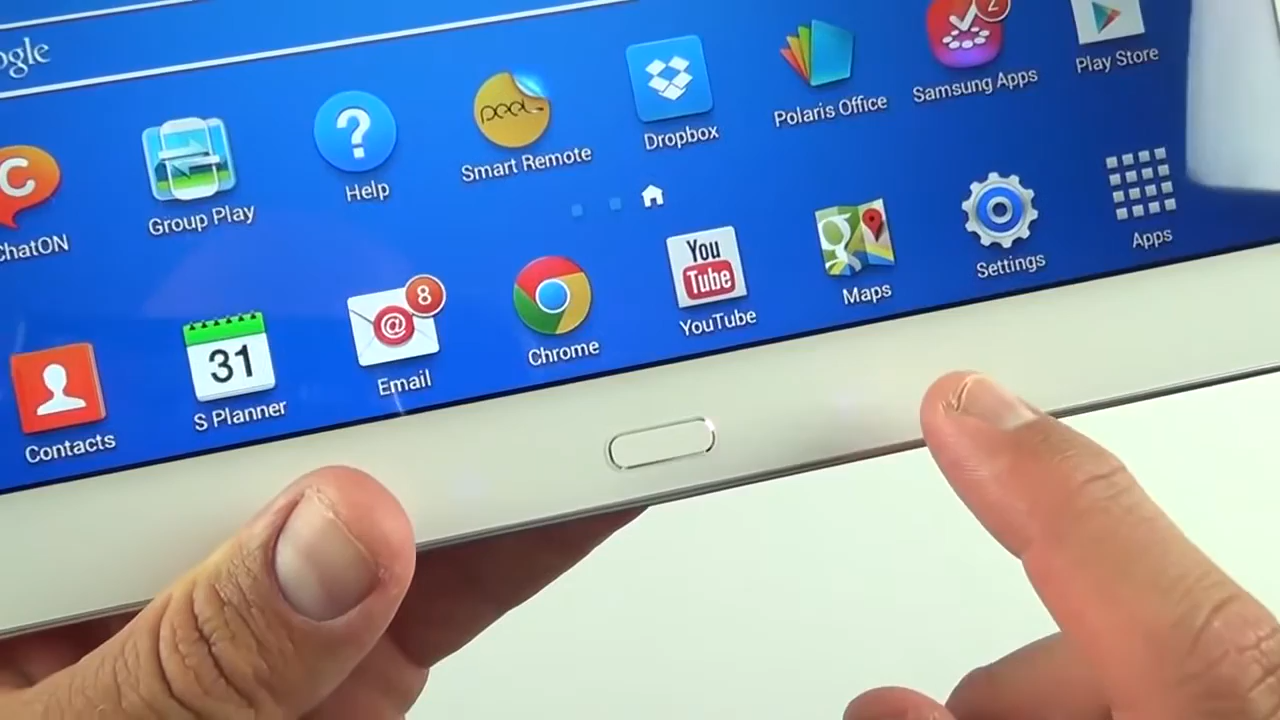 ogle
ChatON
Group Play
Help
peel
Smart Remote
Dropbox
Polaris Office
2
Samsung Apps
Play Store
C
?
Contacts
31
S Planner
8
@
Email
Chrome
You
Tube
YouTube
g
Maps
Settings
Apps